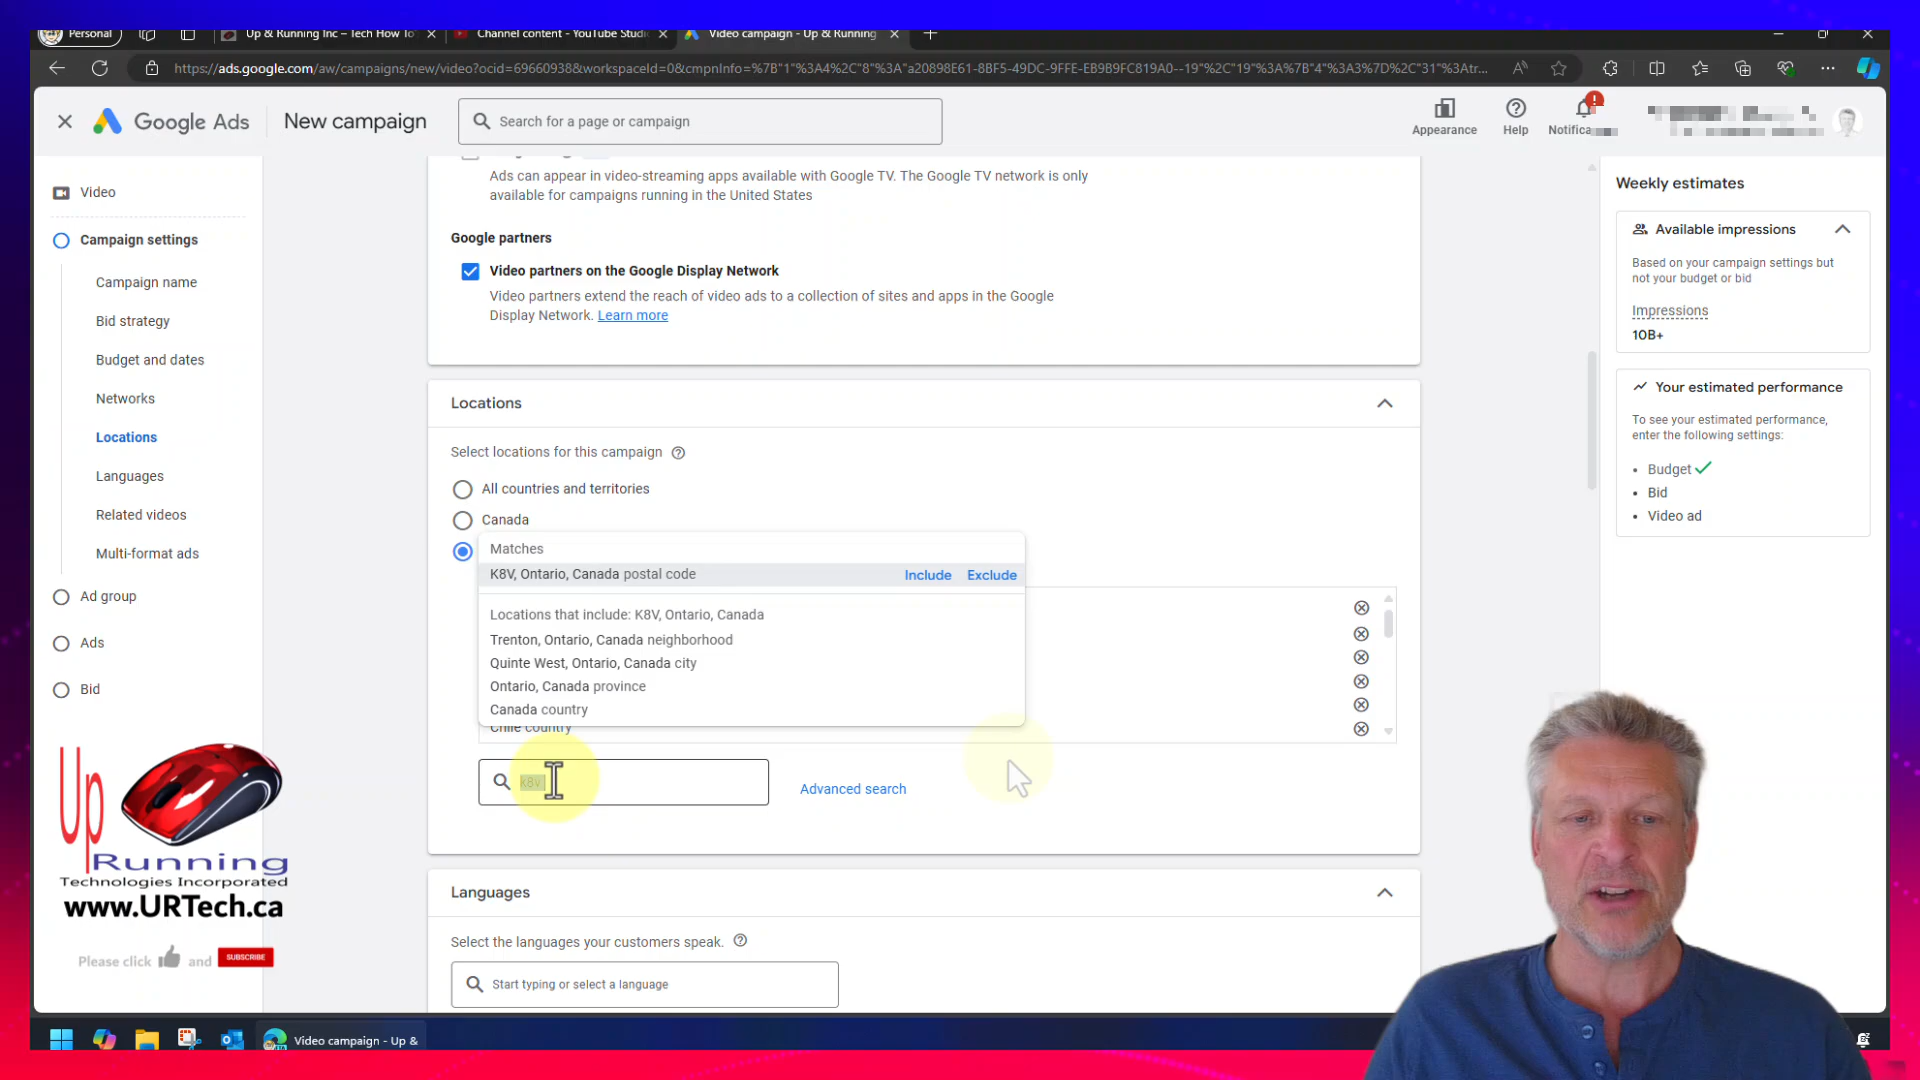 Personal
Up & Running Inc – Tech How To
Channel content - YouTube Studi
Video campaign - Up & Running
https://ads.google.com/aw/campaigns/new/video?ocid=69660938&workspaceId=0&cmpnInfo=%7B"1"%3A4%2C"8"%3A"a20898E61-8BF5-49DC-9FFE-EB9B9FC819A0--19"%2C"19"%3A%7B"4"%3A3%7D%2C"31"%3Atr...
Google Ads
New campaign
Search for a page or campaign
Appearance
Help
Notifica
Video
Campaign settings
Campaign name
Bid strategy
Budget and dates
Networks
Locations
Languages
Related videos
Multi-format ads
Ad group
Ads
Bid
Ads can appear in video-streaming apps available with Google TV. The Google TV network is only
available for campaigns running in the United States
Google partners
Video partners on the Google Display Network
Video partners extend the reach of video ads to a collection of sites and apps in the Google
Display Network. Learn more
Locations
Select locations for this campaign
All countries and territories
Canada
Matches
K8V, Ontario, Canada postal code
Include
Exclude
Locations that include: K8V, Ontario, Canada
Trenton, Ontario, Canada neighborhood
Quinte West, Ontario, Canada city
Ontario, Canada province
Canada country
Chile country
k8v
Advanced search
Languages
Select the languages your customers speak.
Start typing or select a language
Weekly estimates
Available impressions
Based on your campaign settings but
not your budget or bid
Impressions
10B+
Your estimated performance
To see your estimated performance,
enter the following settings:
Budget
Bid
Video ad
Up
Running
Technologies Incorporated
www.URTech.ca
Please click and SUBSCRIBE
Video campaign - Up &